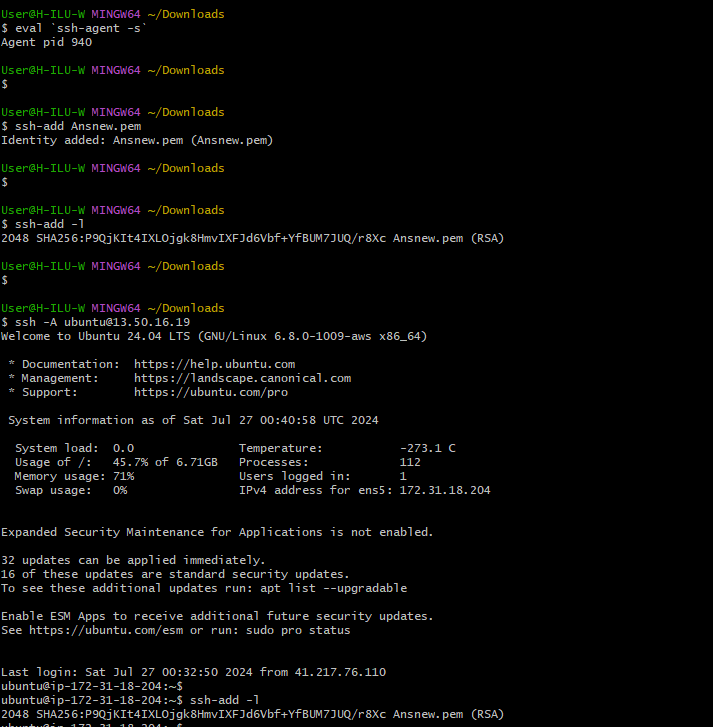 User@H-ILU-W MINGW64 ~/Downloads
$ eval `ssh-agent -s`
Agent pid 940
User@H-ILU-W MINGW64 ~/Downloads
$
User@H-ILU-W MINGW64 ~/Downloads
$ ssh-add Ansnew.pem
Identity added: Ansnew.pem (Ansnew.pem)
User@H-ILU-W MINGW64 ~/Downloads
$
User@H-ILU-W MINGW64 ~/Downloads
$ ssh-add -l
2048 SHA256:P9QjKIt4IXLOjgk8HmvIXFJd6Vbf+YfBUM7JUQ/r8Xc Ansnew.pem (RSA)
User@H-ILU-W MINGW64 ~/Downloads
$
User@H-ILU-W MINGW64 ~/Downloads
$ ssh -A ubuntu@13.50.16.19
Welcome to Ubuntu 24.04 LTS (GNU/Linux 6.8.0-1009-aws x86_64)
* Documentation:  https://help.ubuntu.com
* Management:     https://landscape.canonical.com
* Support:        https://ubuntu.com/pro
System information as of Sat Jul 27 00:40:58 UTC 2024
System load:  0.0               Temperature:           -273.1 C
Usage of /:   45.7% of 6.71GB   Processes:             112
Memory usage: 71%               Users logged in:       1
Swap usage:   0%                IPv4 address for ens5: 172.31.18.204
Expanded Security Maintenance for Applications is not enabled.
32 updates can be applied immediately.
16 of these updates are standard security updates.
To see these additional updates run: apt list --upgradable
Enable ESM Apps to receive additional future security updates.
See https://ubuntu.com/esm or run: sudo pro status
Last login: Sat Jul 27 00:32:50 2024 from 41.217.76.110
ubuntu@ip-172-31-18-204:~$
ubuntu@ip-172-31-18-204:~$ ssh-add -l
2048 SHA256:P9QjKIt4IXLOjgk8HmvIXFJd6Vbf+YfBUM7JUQ/r8Xc Ansnew.pem (RSA)
ubuntu@ip-172-31-18-204:~$